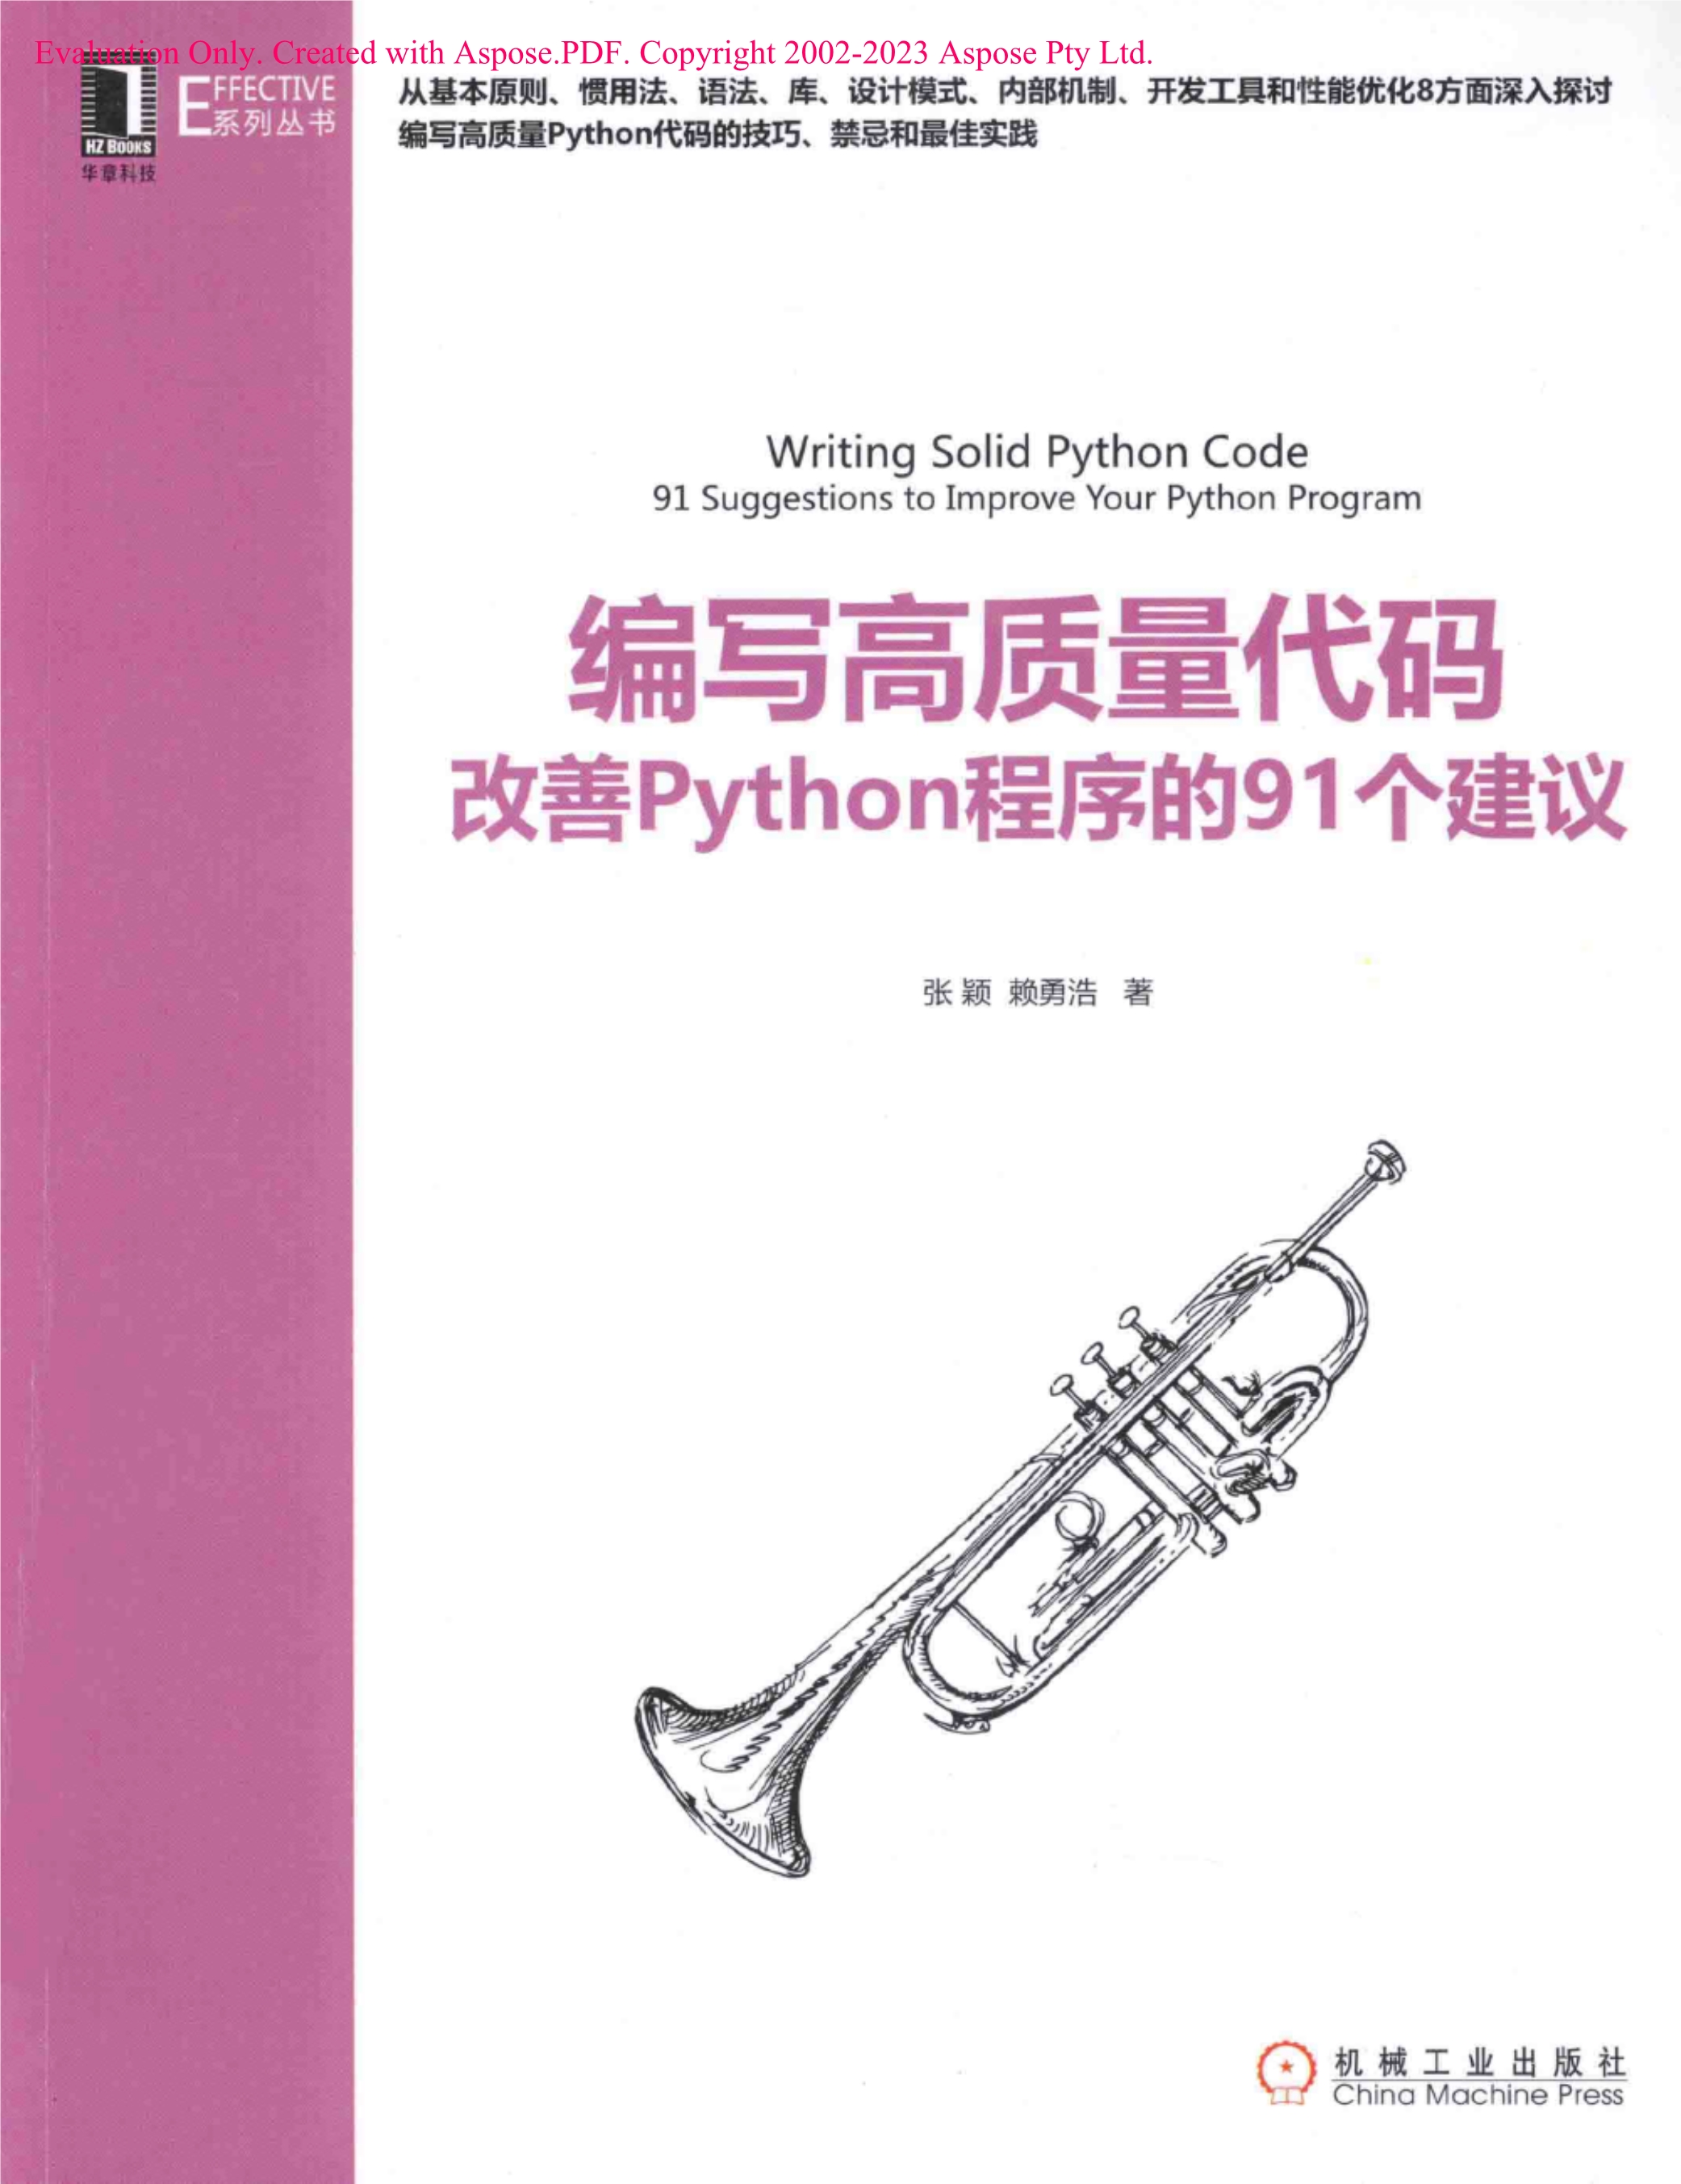 Evaluation Only. Created with Aspose.PDF. Copyright 2002-2023 Aspose Pty Ltd.
HZ BOOKS
华章科技
EFFECTIVE
系列丛书
从基本原则、惯用法、语法、库、设计模式、内部机制、开发工具和性能优化8方面深入探讨
编写高质量Python代码的技巧、禁忌和最佳实践
Writing Solid Python Code
91 Suggestions to Improve Your Python Program
编写高质量代码
改善Python程序的91个建议
张颖 赖勇浩 著
机械工业出版社
China Machine Press